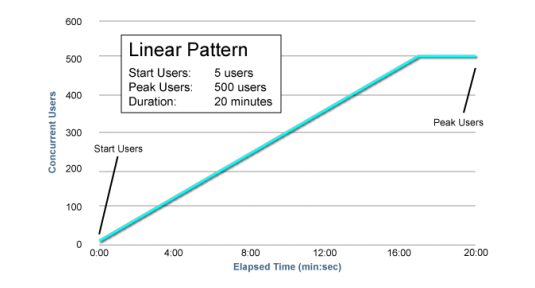 600
500
400
300
200
100
0
Concurrent Users
Linear Pattern
Start Users: 5 users
Peak Users: 500 users
Duration: 20 minutes
Start Users
Peak Users
0:00 4:00 8:00 12:00 16:00 20:00
Elapsed Time (min:sec)